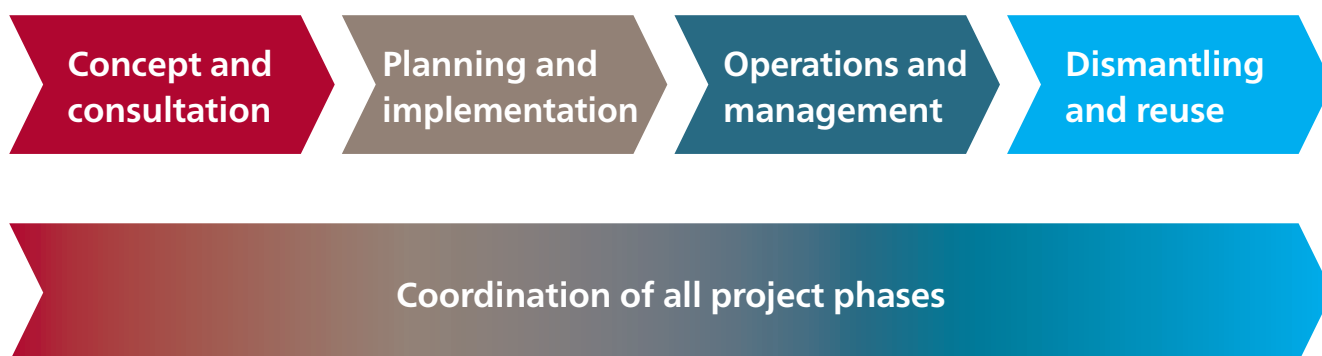 Concept and
consultation
Planning and
implementation
Operations and
management
Dismantling
and reuse
Coordination of all project phases